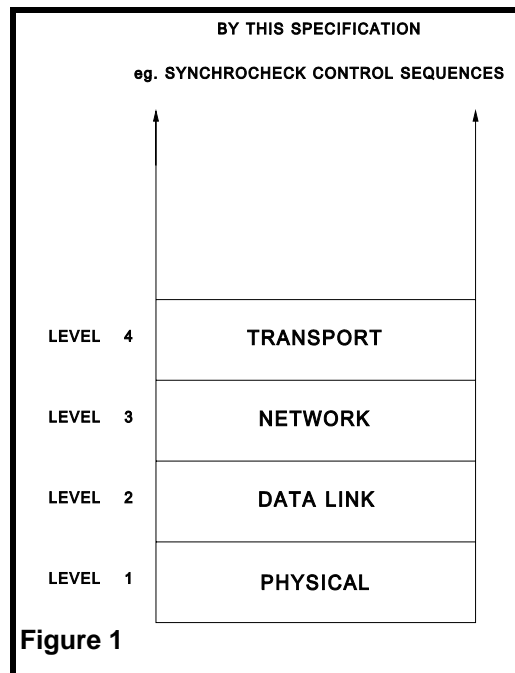 BY THIS SPECIFICATION
eg. SYNCHROCHECK CONTROL SEQUENCES
LEVEL 4 TRANSPORT
LEVEL 3 NETWORK
LEVEL 2 DATA LINK
LEVEL 1 PHYSICAL
Figure 1